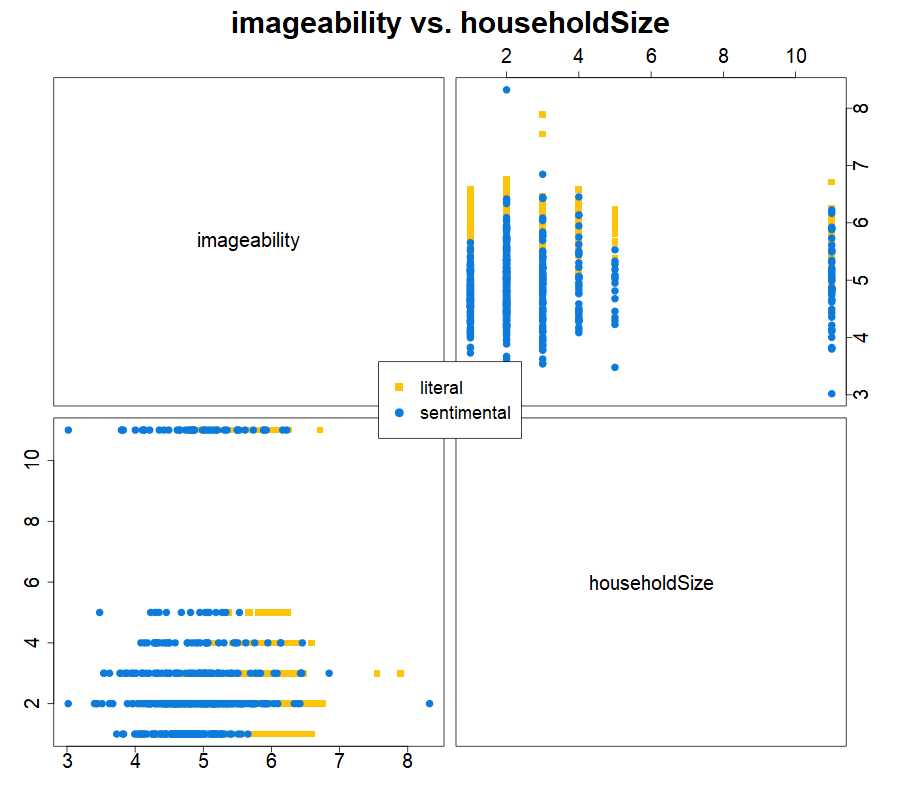 imageability vs. householdSize
2 4 6 8 10
imageability
8
7
6
5
4
3
literal
sentimental
10
8
6
4
2
householdSize
3 4 5 6 7 8